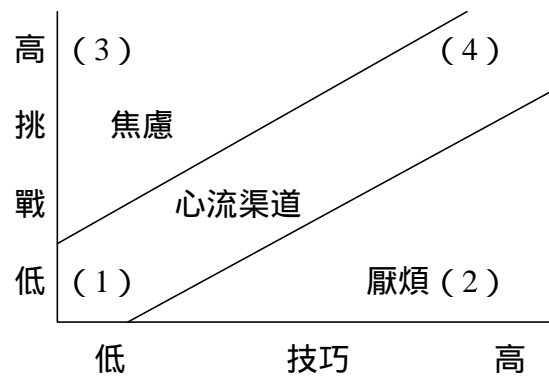 高 (3) (4)
挑 焦慮
戰 心流渠道
低 (1) 厭煩 (2)
低 技巧 高